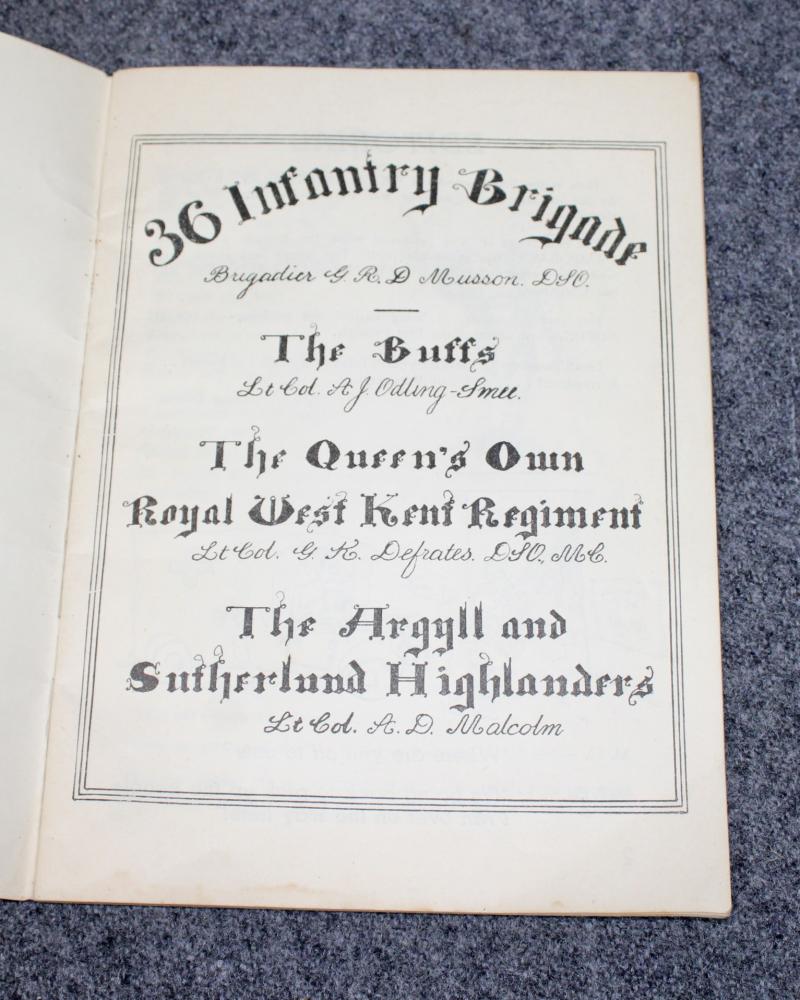 36 Infantry Brigade
Brigadier G. R. D Musson. DSO.
The Buffs
Lt Col. A J. Odling-Smee.
The Queen's Own
Royal West Kent Regiment
Lt Col. G. K. Defrates. DSO., MC.
The Argyll and
Sutherland Highlanders
Lt Col. A. D. Malcolm